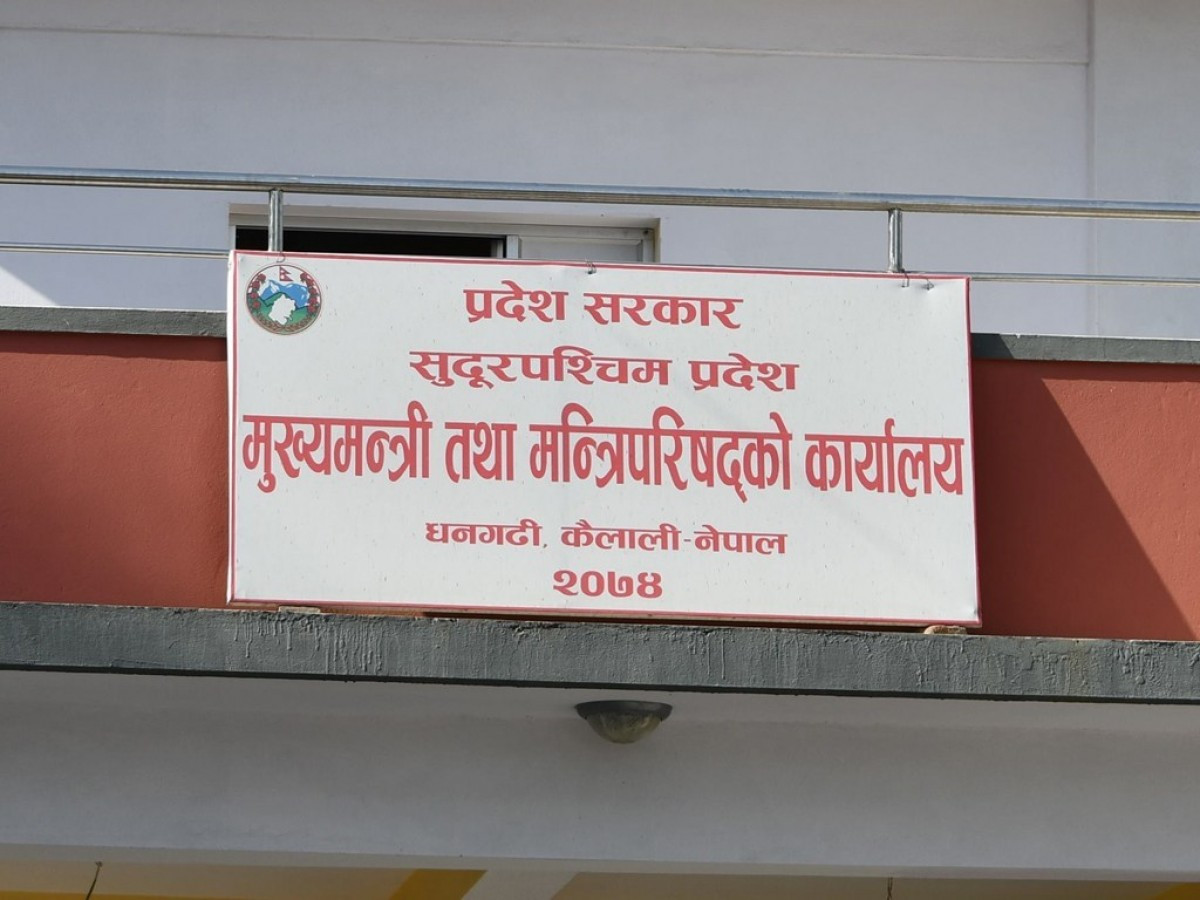 प्रदेश सरकार
सुदूरपश्चिम प्रदेश
मुख्यमन्त्री तथा मन्त्रिपरिषद्को कार्यालय
धनगढी, कैलाली-नेपाल
२०७४